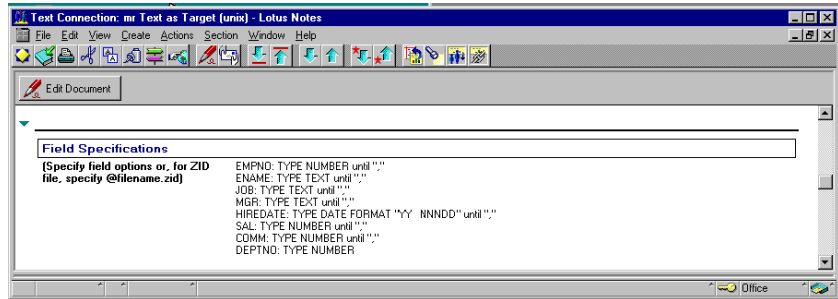 Text Connection: mr Text as Target (unix) - Lotus Notes
File Edit View Create Actions Section Window Help
Edit Document
Field Specifications
(Specify field options or, for ZID
file, specify @filename.zid)
EMPNO: TYPE NUMBER until ","
ENAME: TYPE TEXT until ","
JOB: TYPE TEXT until ","
MGR: TYPE TEXT until ","
HIREDATE: TYPE DATE FORMAT "YY  NNNDD" until ","
SAL: TYPE NUMBER until ","
COMM: TYPE NUMBER until ","
DEPTNO: TYPE NUMBER
Office